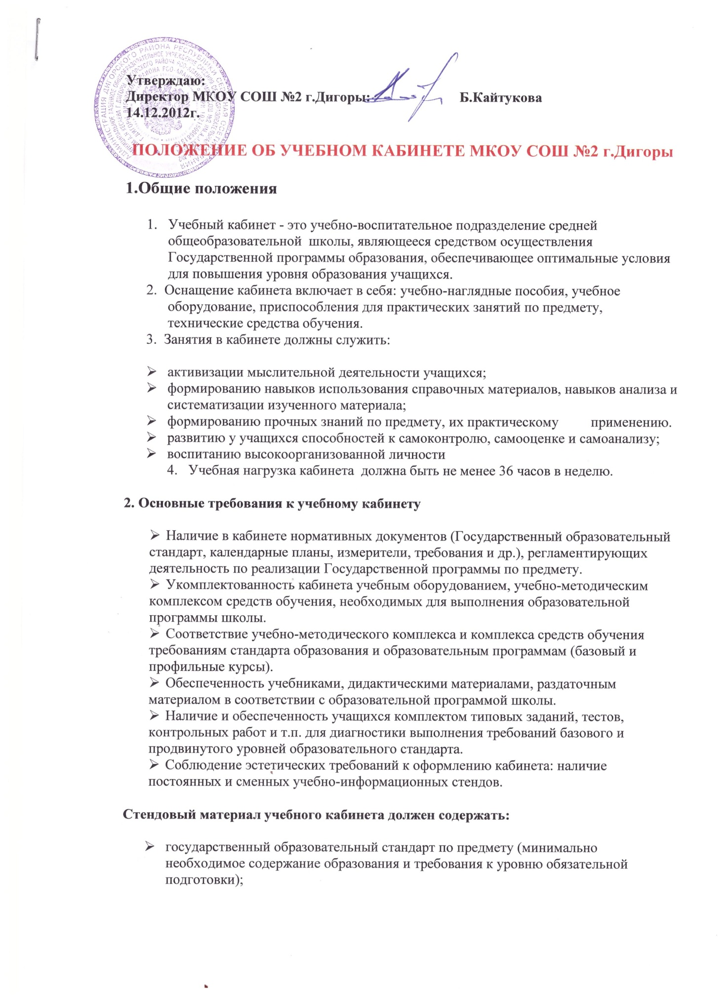 Утверждаю:
Директор МКОУ СОШ №2 г.Дигоры: Б.Кайтукова
14.12.2012г.
ПОЛОЖЕНИЕ ОБ УЧЕБНОМ КАБИНЕТЕ МКОУ СОШ №2 г.Дигоры
1.Общие положения
1. Учебный кабинет - это учебно-воспитательное подразделение средней
общеобразовательной школы, являющееся средством осуществления
Государственной программы образования, обеспечивающее оптимальные условия
для повышения уровня образования учащихся.
2. Оснащение кабинета включает в себя: учебно-наглядные пособия, учебное
оборудование, приспособления для практических занятий по предмету,
технические средства обучения.
3. Занятия в кабинете должны служить:
➢ активизации мыслительной деятельности учащихся;
➢ формированию навыков использования справочных материалов, навыков анализа и
систематизации изученного материала;
➢ формированию прочных знаний по предмету, их практическому применению.
➢ развитию у учащихся способностей к самоконтролю, самооценке и самоанализу;
➢ воспитанию высокоорганизованной личности
4. Учебная нагрузка кабинета должна быть не менее 36 часов в неделю.
2. Основные требования к учебному кабинету
➢ Наличие в кабинете нормативных документов (Государственный образовательный
стандарт, календарные планы, измерители, требования и др.), регламентирующих
деятельность по реализации Государственной программы по предмету.
➢ Укомплектованность кабинета учебным оборудованием, учебно-методическим
комплексом средств обучения, необходимых для выполнения образовательной
программы школы.
➢ Соответствие учебно-методического комплекса и комплекса средств обучения
требованиям стандарта образования и образовательным программам (базовый и
профильные курсы).
➢ Обеспеченность учебниками, дидактическими материалами, раздаточным
материалом в соответствии с образовательной программой школы.
➢ Наличие и обеспеченность учащихся комплектом типовых заданий, тестов,
контрольных работ и т.п. для диагностики выполнения требований базового и
продвинутого уровней образовательного стандарта.
➢ Соблюдение эстетических требований к оформлению кабинета: наличие
постоянных и сменных учебно-информационных стендов.
Стендовый материал учебного кабинета должен содержать:
➢ государственный образовательный стандарт по предмету (минимально
необходимое содержание образования и требования к уровню обязательной
подготовки);